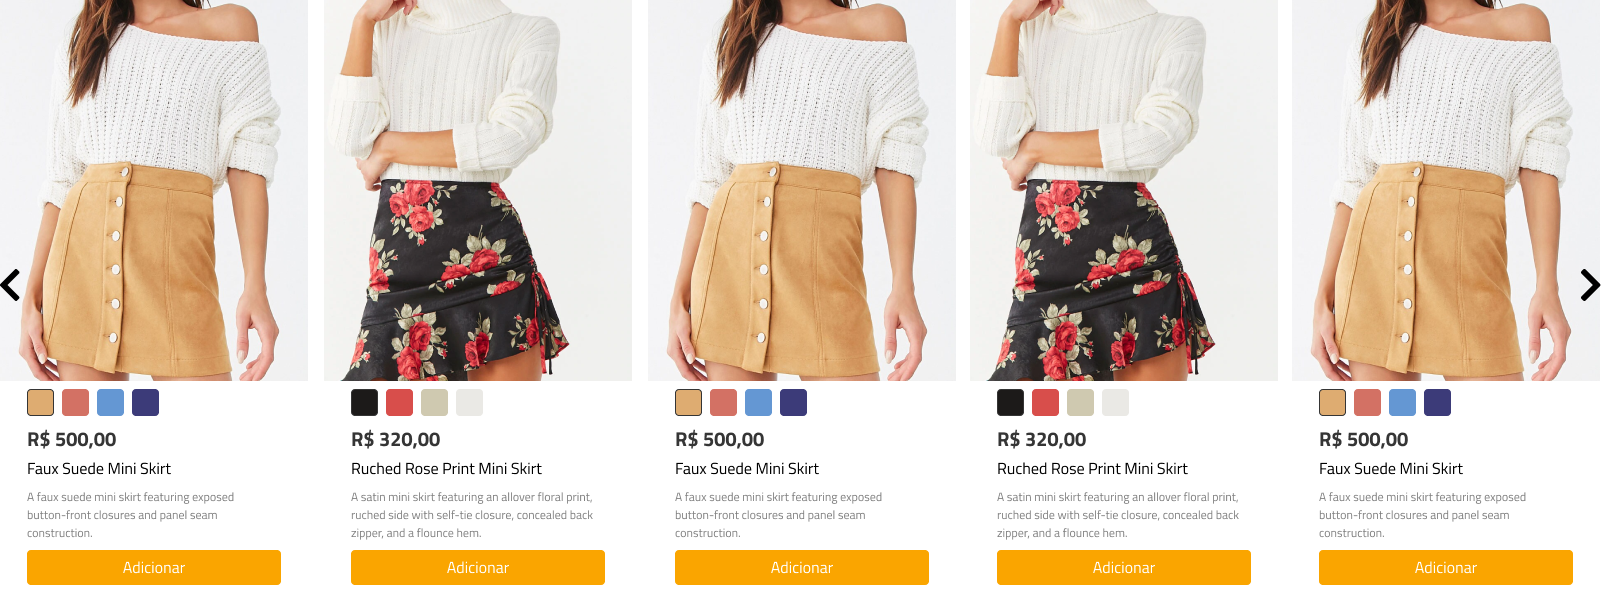 R$ 500,00
Faux Suede Mini Skirt
A faux suede mini skirt featuring exposed
button-front closures and panel seam
construction.
Adicionar
R$ 320,00
Ruched Rose Print Mini Skirt
A satin mini skirt featuring an allover floral print,
ruched side with self-tie closure, concealed back
zipper, and a flounce hem.
Adicionar
R$ 500,00
Faux Suede Mini Skirt
A faux suede mini skirt featuring exposed
button-front closures and panel seam
construction.
Adicionar
R$ 320,00
Ruched Rose Print Mini Skirt
A satin mini skirt featuring an allover floral print,
ruched side with self-tie closure, concealed back
zipper, and a flounce hem.
Adicionar
R$ 500,00
Faux Suede Mini Skirt
A faux suede mini skirt featuring exposed
button-front closures and panel seam
construction.
Adicionar